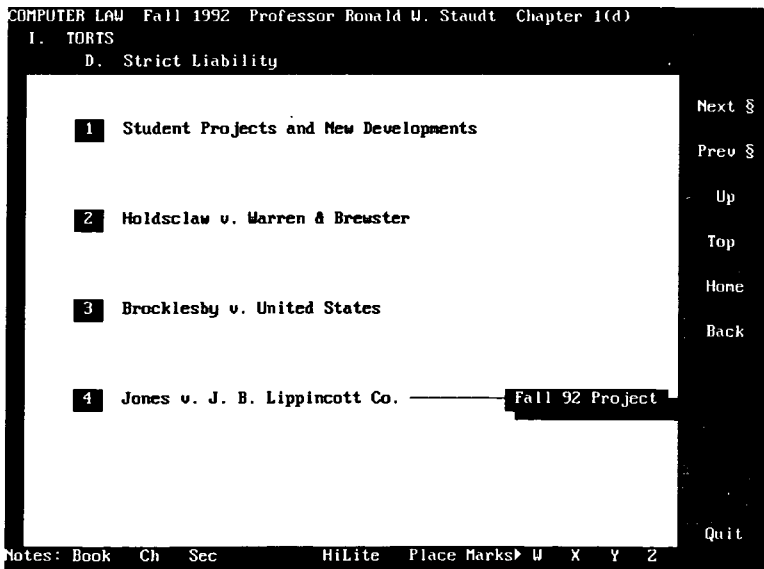 COMPUTER LAW Fall 1992 Professor Ronald W. Staudt Chapter 1(d)
I. TORTS
D. Strict Liability
1 Student Projects and New Developments
2 Holdsclaw v. Warren & Brewster
3 Brocklesby v. United States
4 Jones v. J. B. Lippincott Co. Fall 92 Project
Next §
Prev §
Up
Top
Home
Back
Quit
Notes: Book Ch Sec HiLite Place Marks▶ W X Y Z